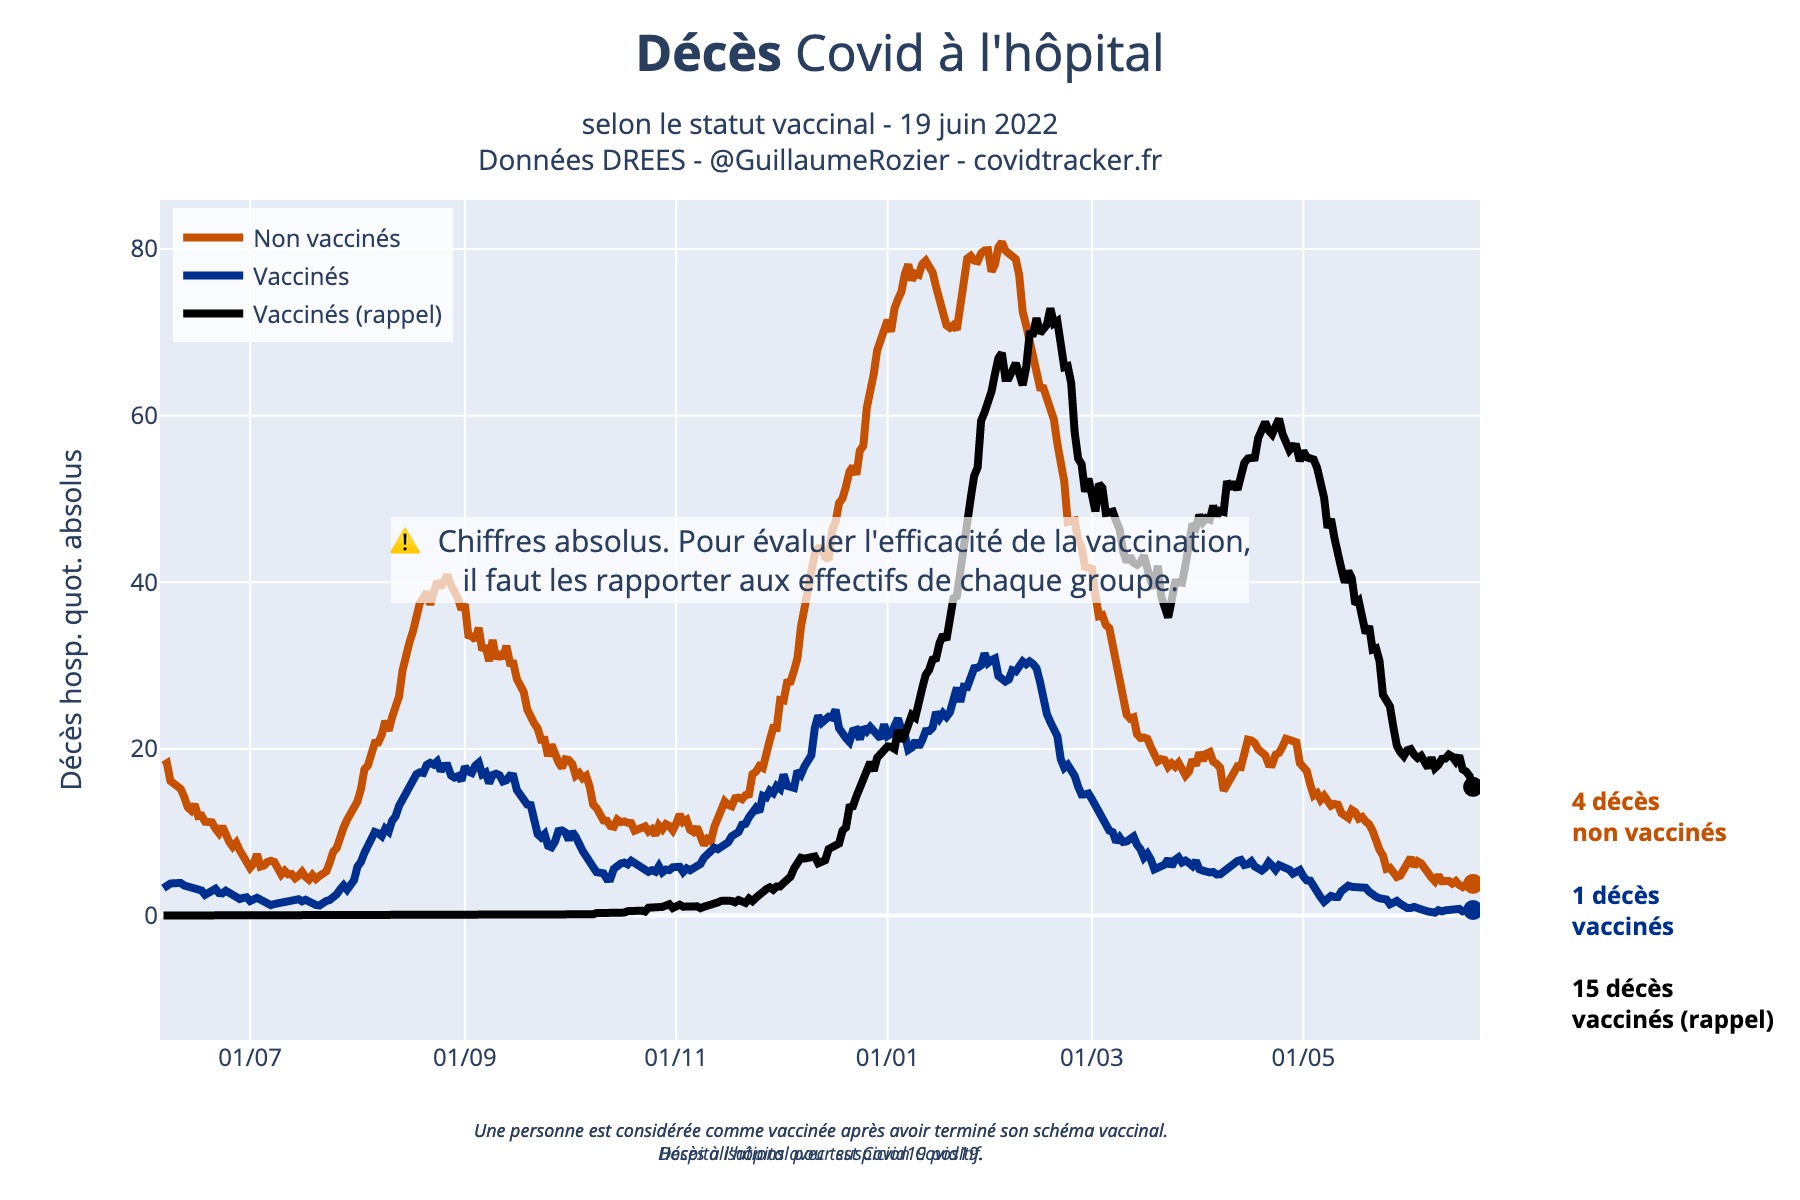 Décès Covid à l'hôpital
selon le statut vaccinal - 19 juin 2022
Données DREES - @GuillaumeRozier - covidtracker.fr
Non vaccinés
Vaccinés
Vaccinés (rappel)
80
60
40
20
0
Décès hosp. quot. absolus
⚠️ Chiffres absolus. Pour évaluer l'efficacité de la vaccination,
il faut les rapporter aux effectifs de chaque groupe.
4 décès
non vaccinés
1 décès
vaccinés
15 décès
vaccinés (rappel)
01/07
01/09
01/11
01/01
01/03
01/05
Une personne est considérée comme vaccinée après avoir terminé son schéma vaccinal.